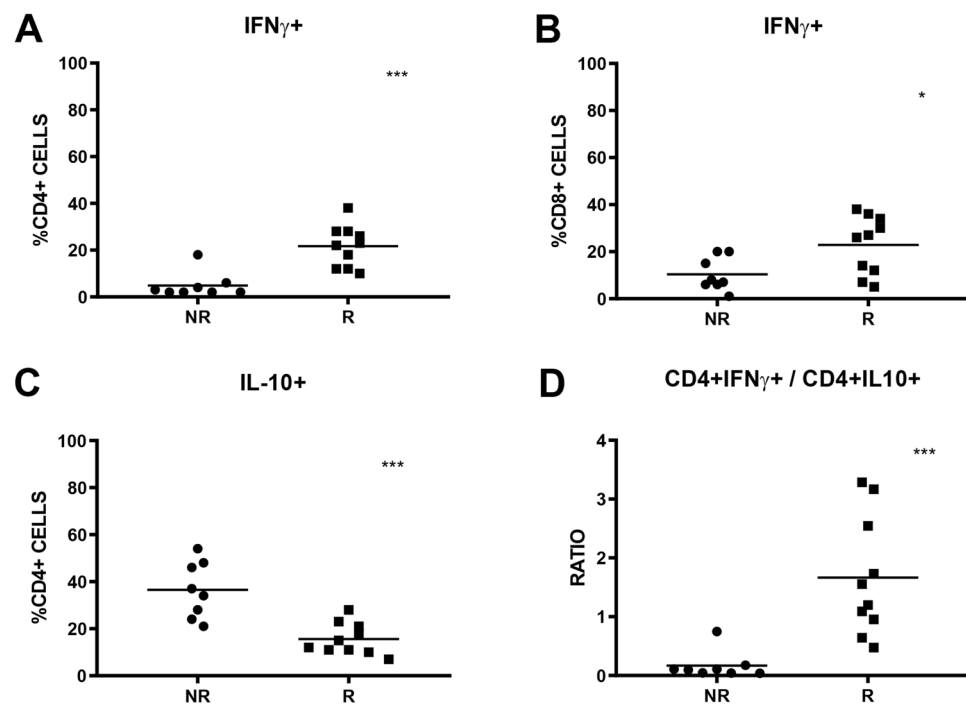 A
IFNγ+
%CD4+ CELLS
100
80
60
40
20
0
***
NR
R
B
IFNγ+
%CD8+ CELLS
100
80
60
40
20
0
*
NR
R
C
IL-10+
%CD4+ CELLS
100
80
60
40
20
0
***
NR
R
D
CD4+IFNγ+ / CD4+IL10+
RATIO
4
3
2
1
0
***
NR
R